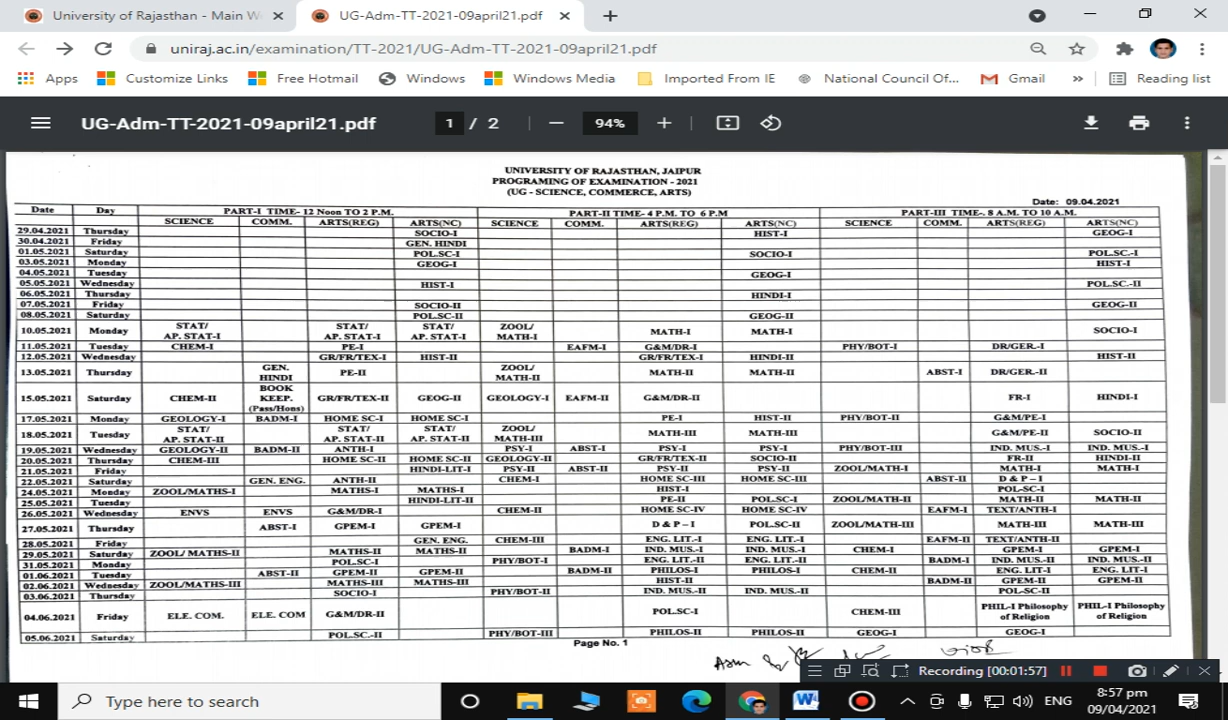 University of Rajasthan - Main W
UG-Adm-TT-2021-09april21.pdf
uniraj.ac.in/examination/TT-2021/UG-Adm-TT-2021-09april21.pdf
Apps Customize Links Free Hotmail Windows Windows Media Imported From IE National Council Of... Gmail » Reading list
UG-Adm-TT-2021-09april21.pdf 1 / 2 — 94% +
UNIVERSITY OF RAJASTHAN, JAIPUR
PROGRAMING OF EXAMINATION - 2021
(UG - SCIENCE, COMMERCE, ARTS)
Date: 09.04.2021
Date Day PART-I TIME- 12 Noon TO 2 P.M. PART-II TIME- 4 P.M. TO 6 P.M PART-III TIME-. 8 A.M. TO 10 A.M.
SCIENCE COMM. ARTS(REG) ARTS(NC) SCIENCE COMM. ARTS(REG) ARTS(NC) SCIENCE COMM. ARTS(REG) ARTS(NC)
29.04.2021 Thursday SOCIO-I HIST-I GEOG-I
30.04.2021 Friday GEN. HINDI
01.05.2021 Saturday POL.SC-I SOCIO-I POL.SC.-I
03.05.2021 Monday GEOG-I HIST-I
04.05.2021 Tuesday GEOG-I
05.05.2021 Wednesday HIST-I POL.SC.-II
06.05.2021 Thursday HINDI-I
07.05.2021 Friday SOCIO-II GEOG-II
08.05.2021 Saturday POL.SC-II GEOG-II
10.05.2021 Monday STAT/ AP. STAT-I STAT/ AP. STAT-I STAT/ AP. STAT-I ZOOL/ MATH-I MATH-I MATH-I SOCIO-I
11.05.2021 Tuesday CHEM-I PE-I EAFM-I G&M/DR-I PHY/BOT-I DR/GER.-I
12.05.2021 Wednesday GR/FR/TEX-I HIST-II GR/FR/TEX-I HINDI-II HIST-II
13.05.2021 Thursday GEN. HINDI PE-II ZOOL/ MATH-II MATH-II MATH-II ABST-I DR/GER-II
15.05.2021 Saturday CHEM-II BOOK KEEP. (Pass/Hons) GR/FR/TEX-II GEOG-II GEOLOGY-I EAFM-II G&M/DR-II FR-I HINDI-I
17.05.2021 Monday GEOLOGY-I BADM-I HOME SC-I HOME SC-I PE-I HIST-II PHY/BOT-II G&M/PE-I
18.05.2021 Tuesday STAT/ AP. STAT-II STAT/ AP. STAT-II STAT/ AP. STAT-II ZOOL/ MATH-III MATH-III MATH-III G&M/PE-II SOCIO-II
19.05.2021 Wednesday GEOLOGY-II BADM-II ANTH-I PSY-I ABST-I PSY-I PSY-I PHY/BOT-III IND. MUS.-I IND. MUS.-I
20.05.2021 Thursday CHEM-III HOME SC-II HOME SC-II GEOLOGY-II GR/FR/TEX-II SOCIO-II FR-II HINDI-II
21.05.2021 Friday HINDI-LIT-I PSY-II ABST-II PSY-II PSY-II ZOOL/MATH-I MATH-I MATH-I
22.05.2021 Saturday GEN. ENG. ANTH-II CHEM-I HOME SC-III HOME SC-III ABST-II D & P – I
24.05.2021 Monday ZOOL/MATHS-I MATHS-I MATHS-I HIST-I POL-SC-I
25.05.2021 Tuesday HINDI-LIT-II PE-II POL.SC-I ZOOL/MATH-II MATH-II MATH-II
26.05.2021 Wednesday ENVS ENVS G&M/DR-I CHEM-II HOME SC-IV HOME SC-IV EAFM-I TEXT/ANTH-I
27.05.2021 Thursday ABST-I GPEM-I GPEM-I D & P – I POL.SC-II ZOOL/MATH-III MATH-III MATH-III
28.05.2021 Friday GEN. ENG. CHEM-III ENG. LIT.-I ENG. LIT.-I EAFM-II TEXT/ANTH-II
29.05.2021 Saturday ZOOL/ MATHS-II MATHS-II MATHS-II BADM-I IND. MUS.-I IND. MUS.-I CHEM-I GPEM-I GPEM-I
31.05.2021 Monday POL.SC-I PHY/BOT-I ENG. LIT.-II ENG. LIT.-II BADM-I IND. MUS.-II IND. MUS.-II
01.06.2021 Tuesday ABST-II GPEM-II GPEM-II BADM-II PHILOS-I PHILOS-I CHEM-II ENG. LIT-I ENG. LIT-I
02.06.2021 Wednesday ZOOL/MATHS-III MATHS-III MATHS-III HIST-II BADM-II GPEM-II GPEM-II
03.06.2021 Thursday SOCIO-I PHY/BOT-II IND. MUS.-II IND. MUS.-II POL-SC-II
04.06.2021 Friday ELE. COM. ELE. COM G&M/DR-II POL.SC-I CHEM-III PHIL-I Philosophy of Religion PHIL-I Philosophy of Religion
05.06.2021 Saturday POL.SC.-II PHY/BOT-III PHILOS-II PHILOS-II GEOG-I GEOG-I
Page No. 1
Recording [00:01:57]
Type here to search
ENG
8:57 pm
09/04/2021